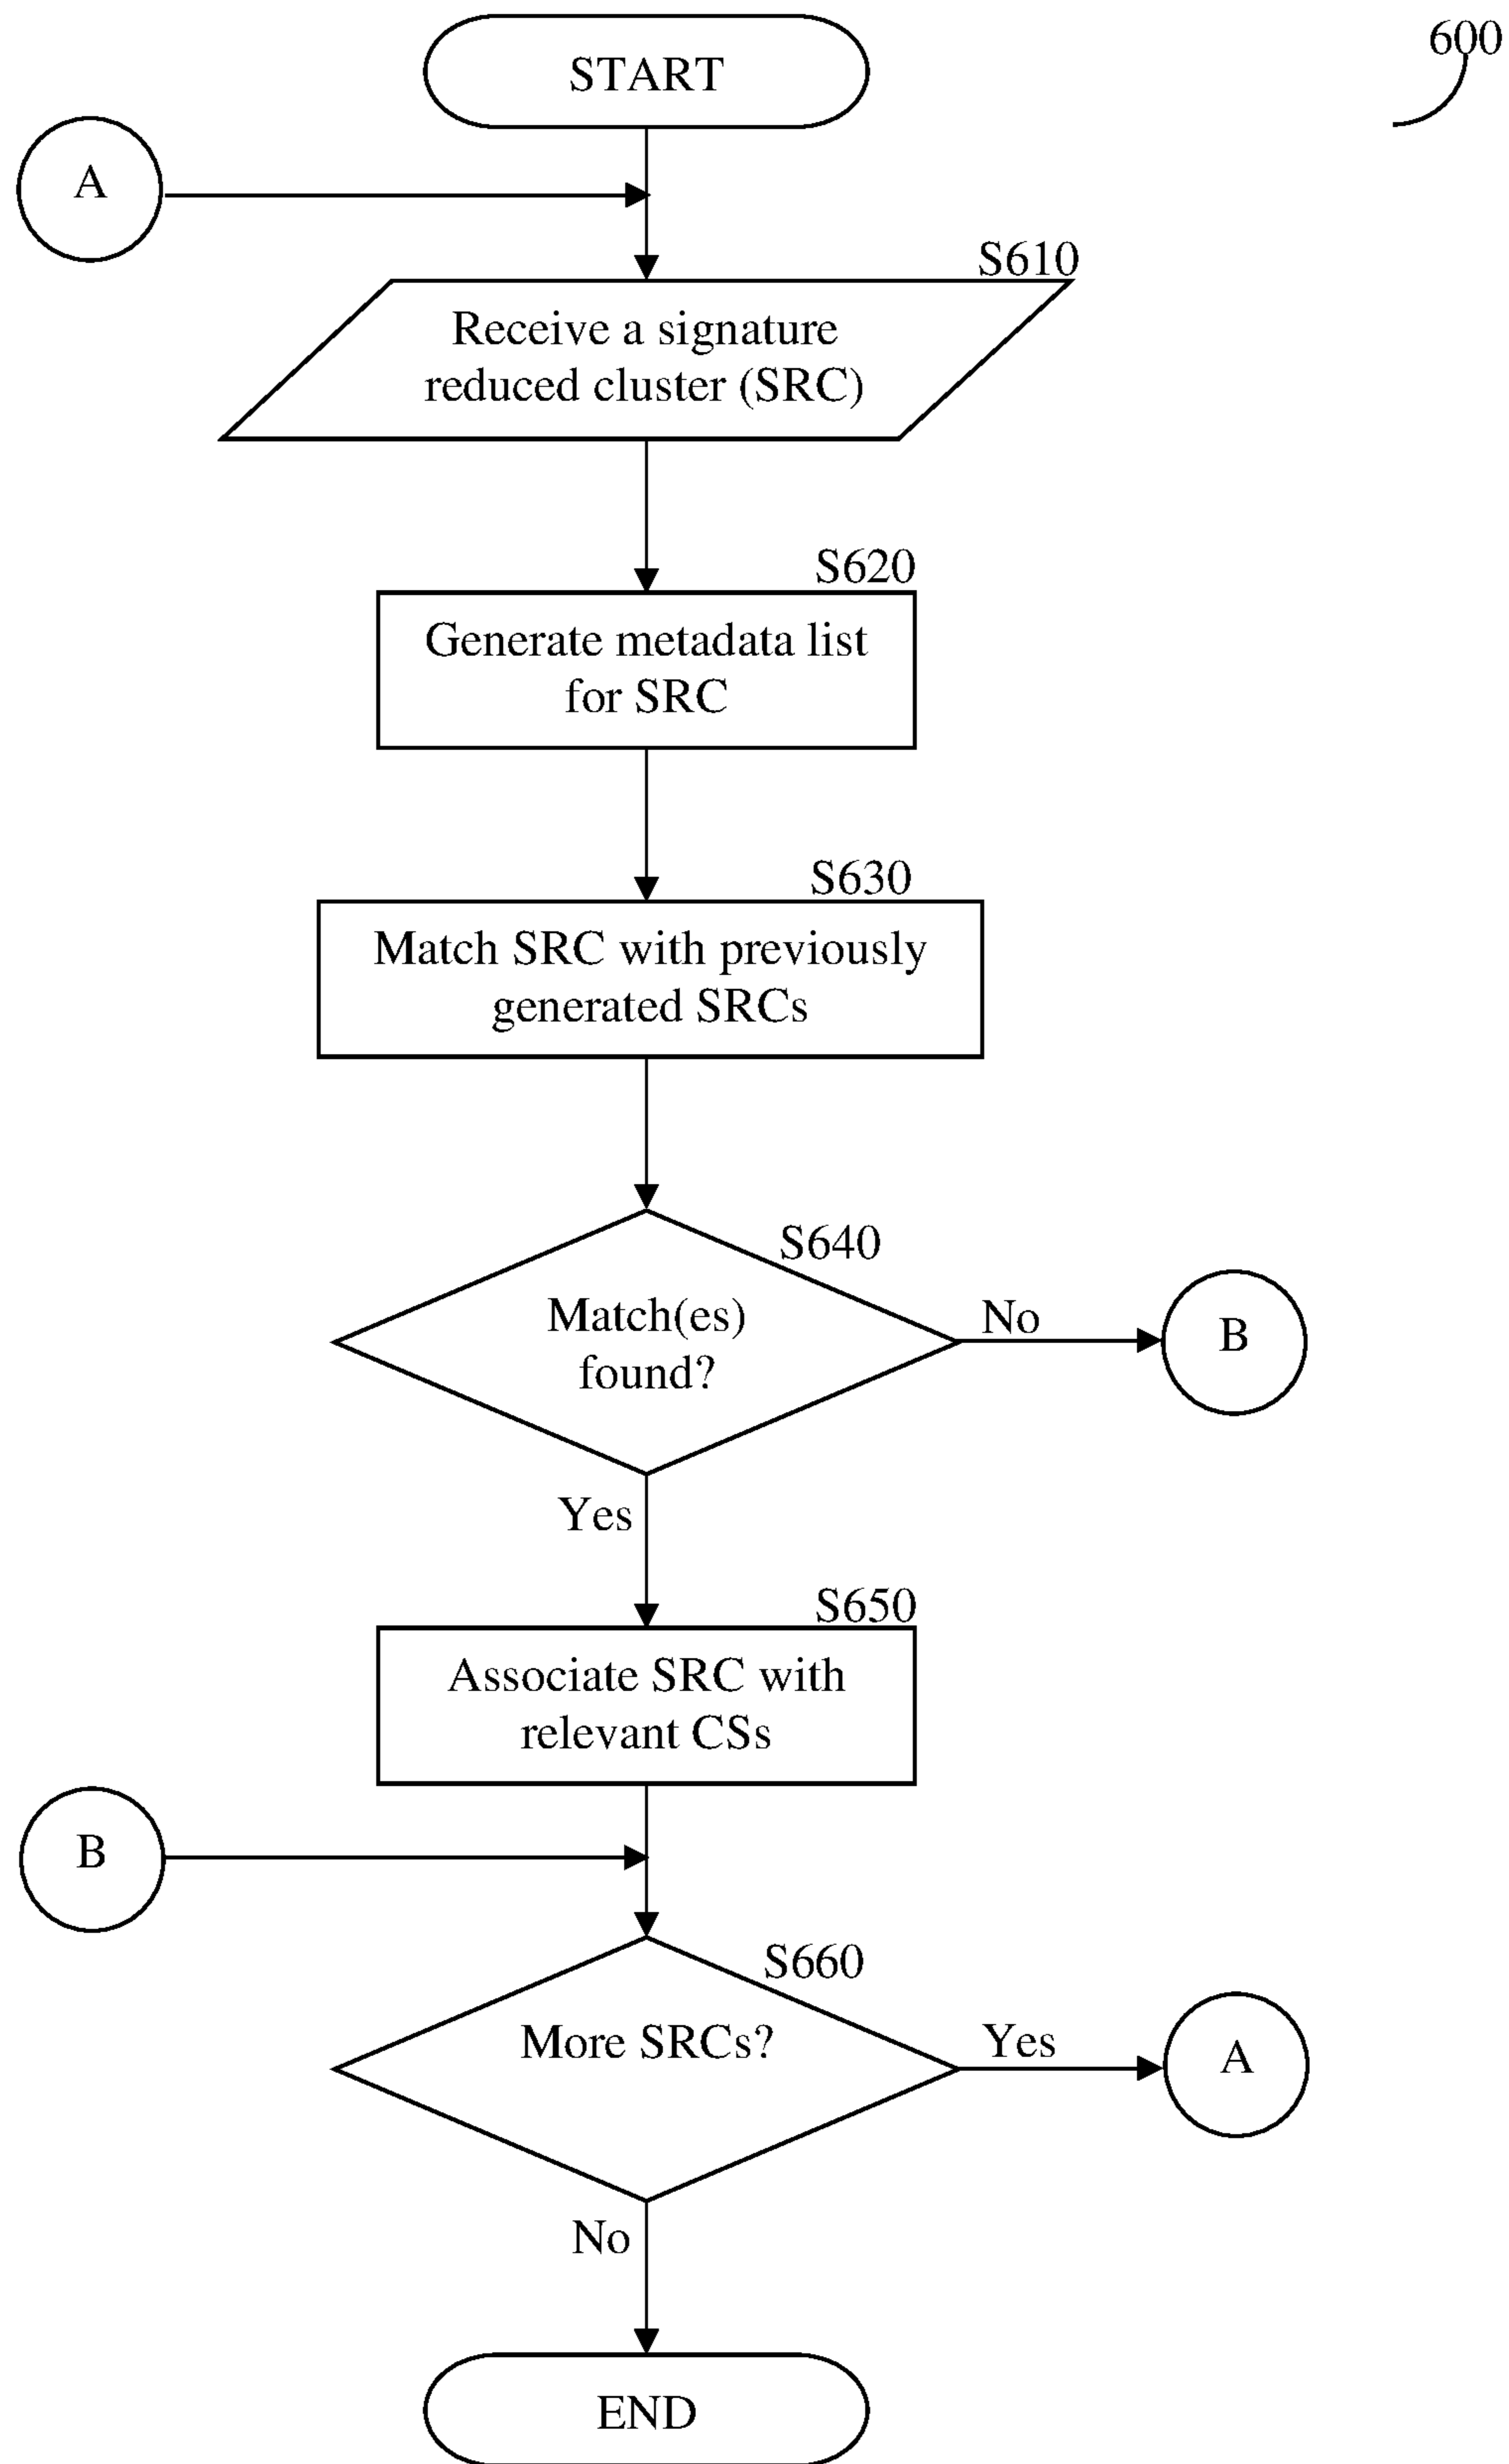 START
600
A
S610
Receive a signature
reduced cluster (SRC)
S620
Generate metadata list
for SRC
S630
Match SRC with previously
generated SRCs
S640
Match(es)
found?
No
B
Yes
S650
Associate SRC with
relevant CSs
B
S660
More SRCs?
Yes
A
No
END